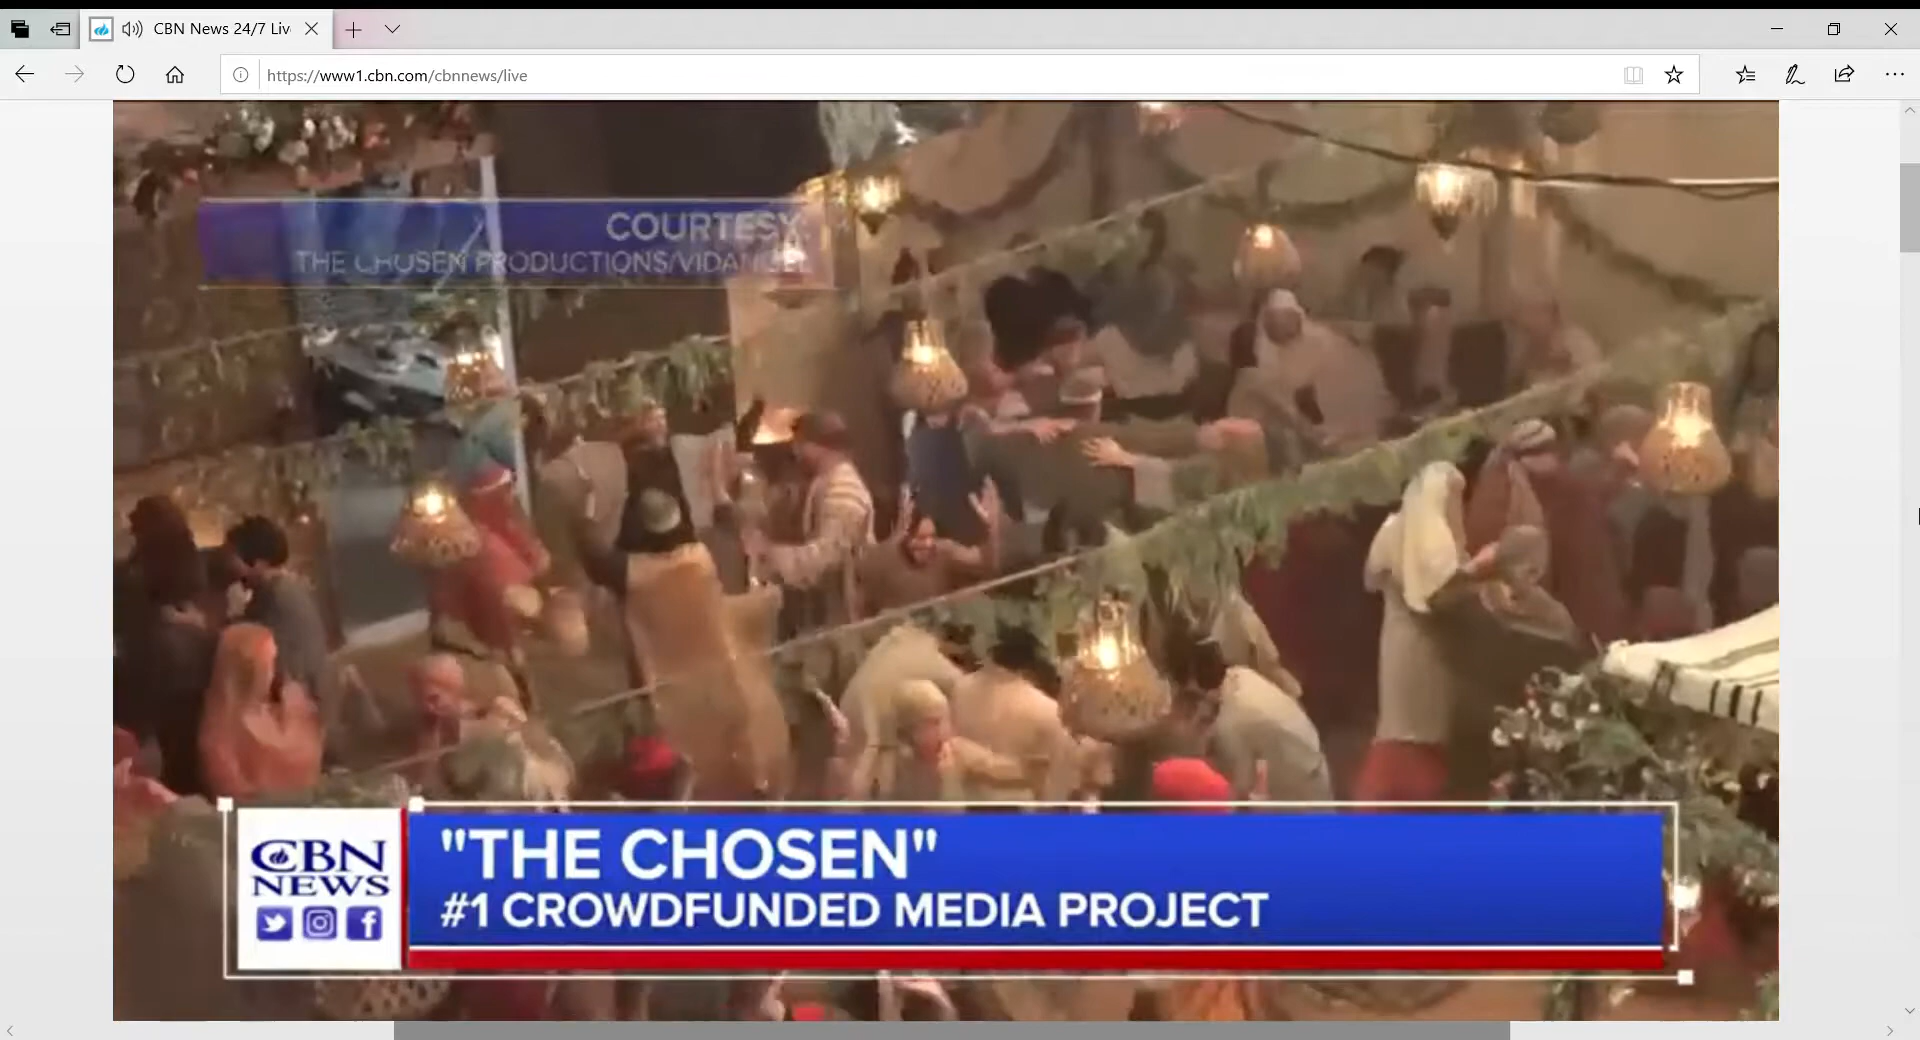 CBN News 24/7 Liv
https://www1.cbn.com/cbnnews/live
COURTESY
THE CHOSEN PRODUCTIONS/VIDANGEL
CBN
NEWS
"THE CHOSEN"
#1 CROWDFUNDED MEDIA PROJECT